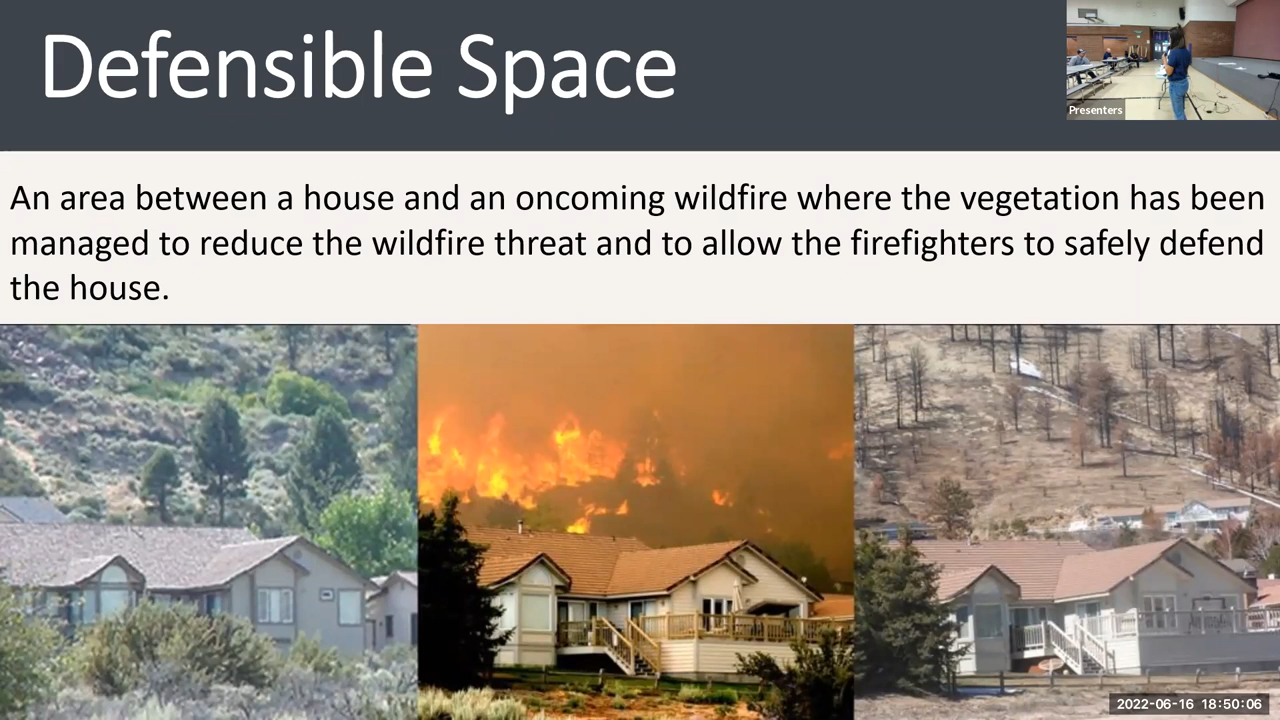 Defensible Space
Presenters
An area between a house and an oncoming wildfire where the vegetation has been
managed to reduce the wildfire threat and to allow the firefighters to safely defend
the house.
2022-06-16 18:50:06